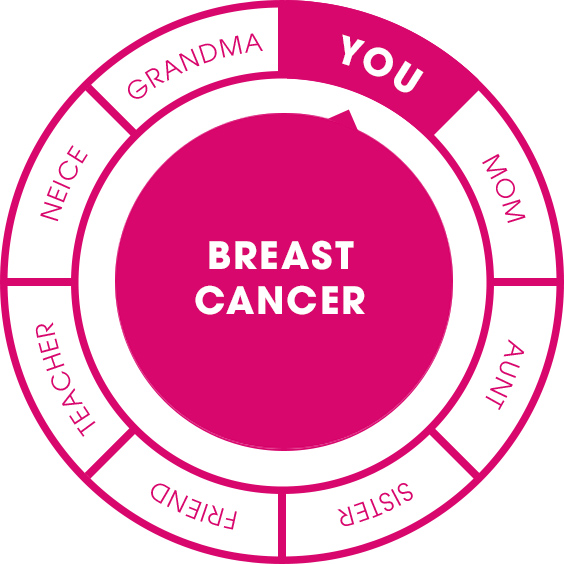 YOU
MOM
AUNT
SISTER
FRIEND
TEACHER
NEICE
GRANDMA
BREAST
CANCER